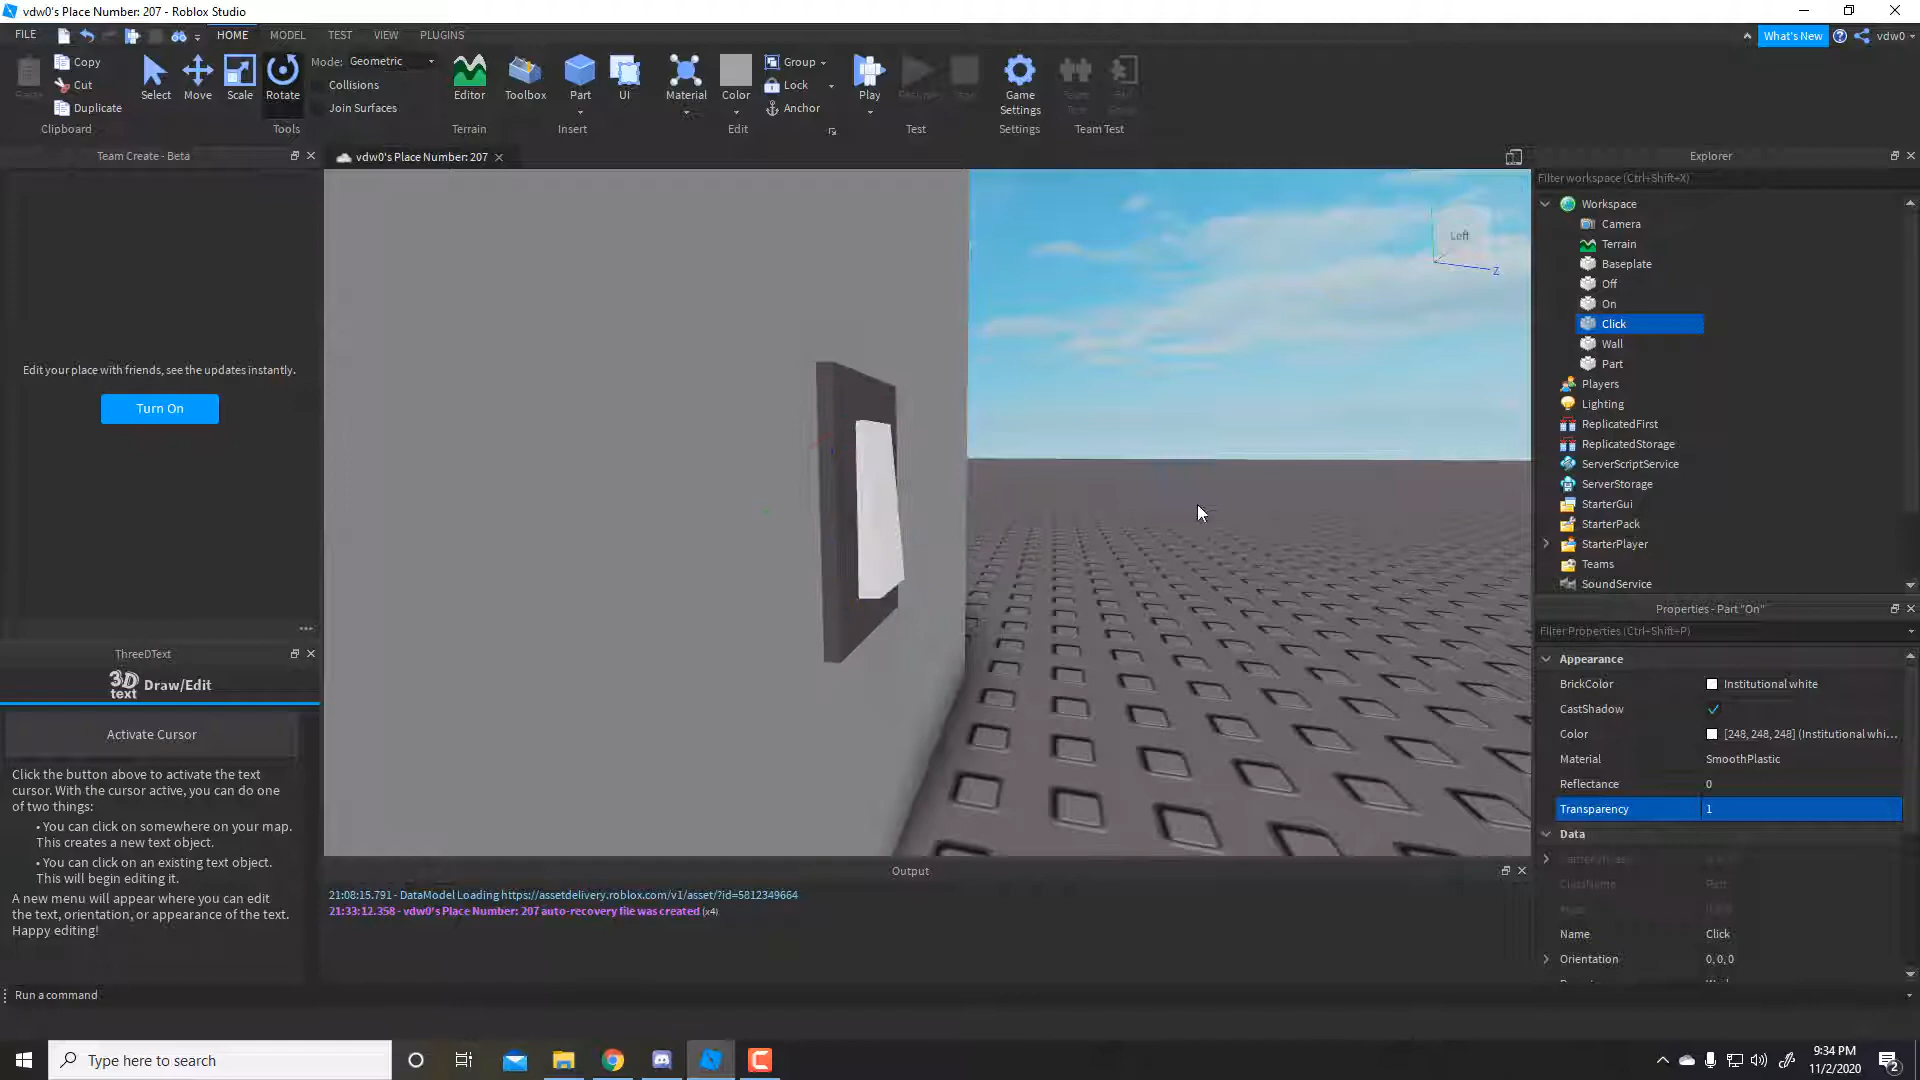 vdw0's Place Number: 207 - Roblox Studio
FILE HOME MODEL TEST VIEW PLUGINS What's New vdw0
Copy
Cut
Duplicate
Clipboard
Select Move Scale Rotate
Mode: Geometric
Collisions
Join Surfaces
Tools
Editor
Terrain
Toolbox Part UI
Insert
Material Color
Group
Lock
Anchor
Edit
Play
Test
Game
Settings
Settings
Team Test
Team Create - Beta
vdw0's Place Number: 207
Edit your place with friends, see the updates instantly.
Turn On
ThreeDText
3D
text Draw/Edit
Activate Cursor
Click the button above to activate the text
cursor. With the cursor active, you can do one
of two things:
• You can click on somewhere on your map.
This creates a new text object.
• You can click on an existing text object.
This will begin editing it.
A new menu will appear where you can edit
the text, orientation, or appearance of the text.
Happy editing!
Left
Z
Output
21:08:15.791 - DataModel Loading https://assetdelivery.roblox.com/v1/asset/?id=5812349664
21:33:12.358 - vdw0's Place Number: 207 auto-recovery file was created (x4)
Explorer
Filter workspace (Ctrl+Shift+X)
Workspace
Camera
Terrain
Baseplate
Off
On
Click
Wall
Part
Players
Lighting
ReplicatedFirst
ReplicatedStorage
ServerScriptService
ServerStorage
StarterGui
StarterPack
StarterPlayer
Teams
SoundService
Properties - Part "On"
Filter Properties (Ctrl+Shift+P)
Appearance
BrickColor Institutional white
CastShadow
Color [248, 248, 248] (Institutional whi...
Material SmoothPlastic
Reflectance 0
Transparency 1
Data
ClassName Part
Name Click
Orientation 0, 0, 0
Run a command
Type here to search
9:34 PM
11/2/2020
2